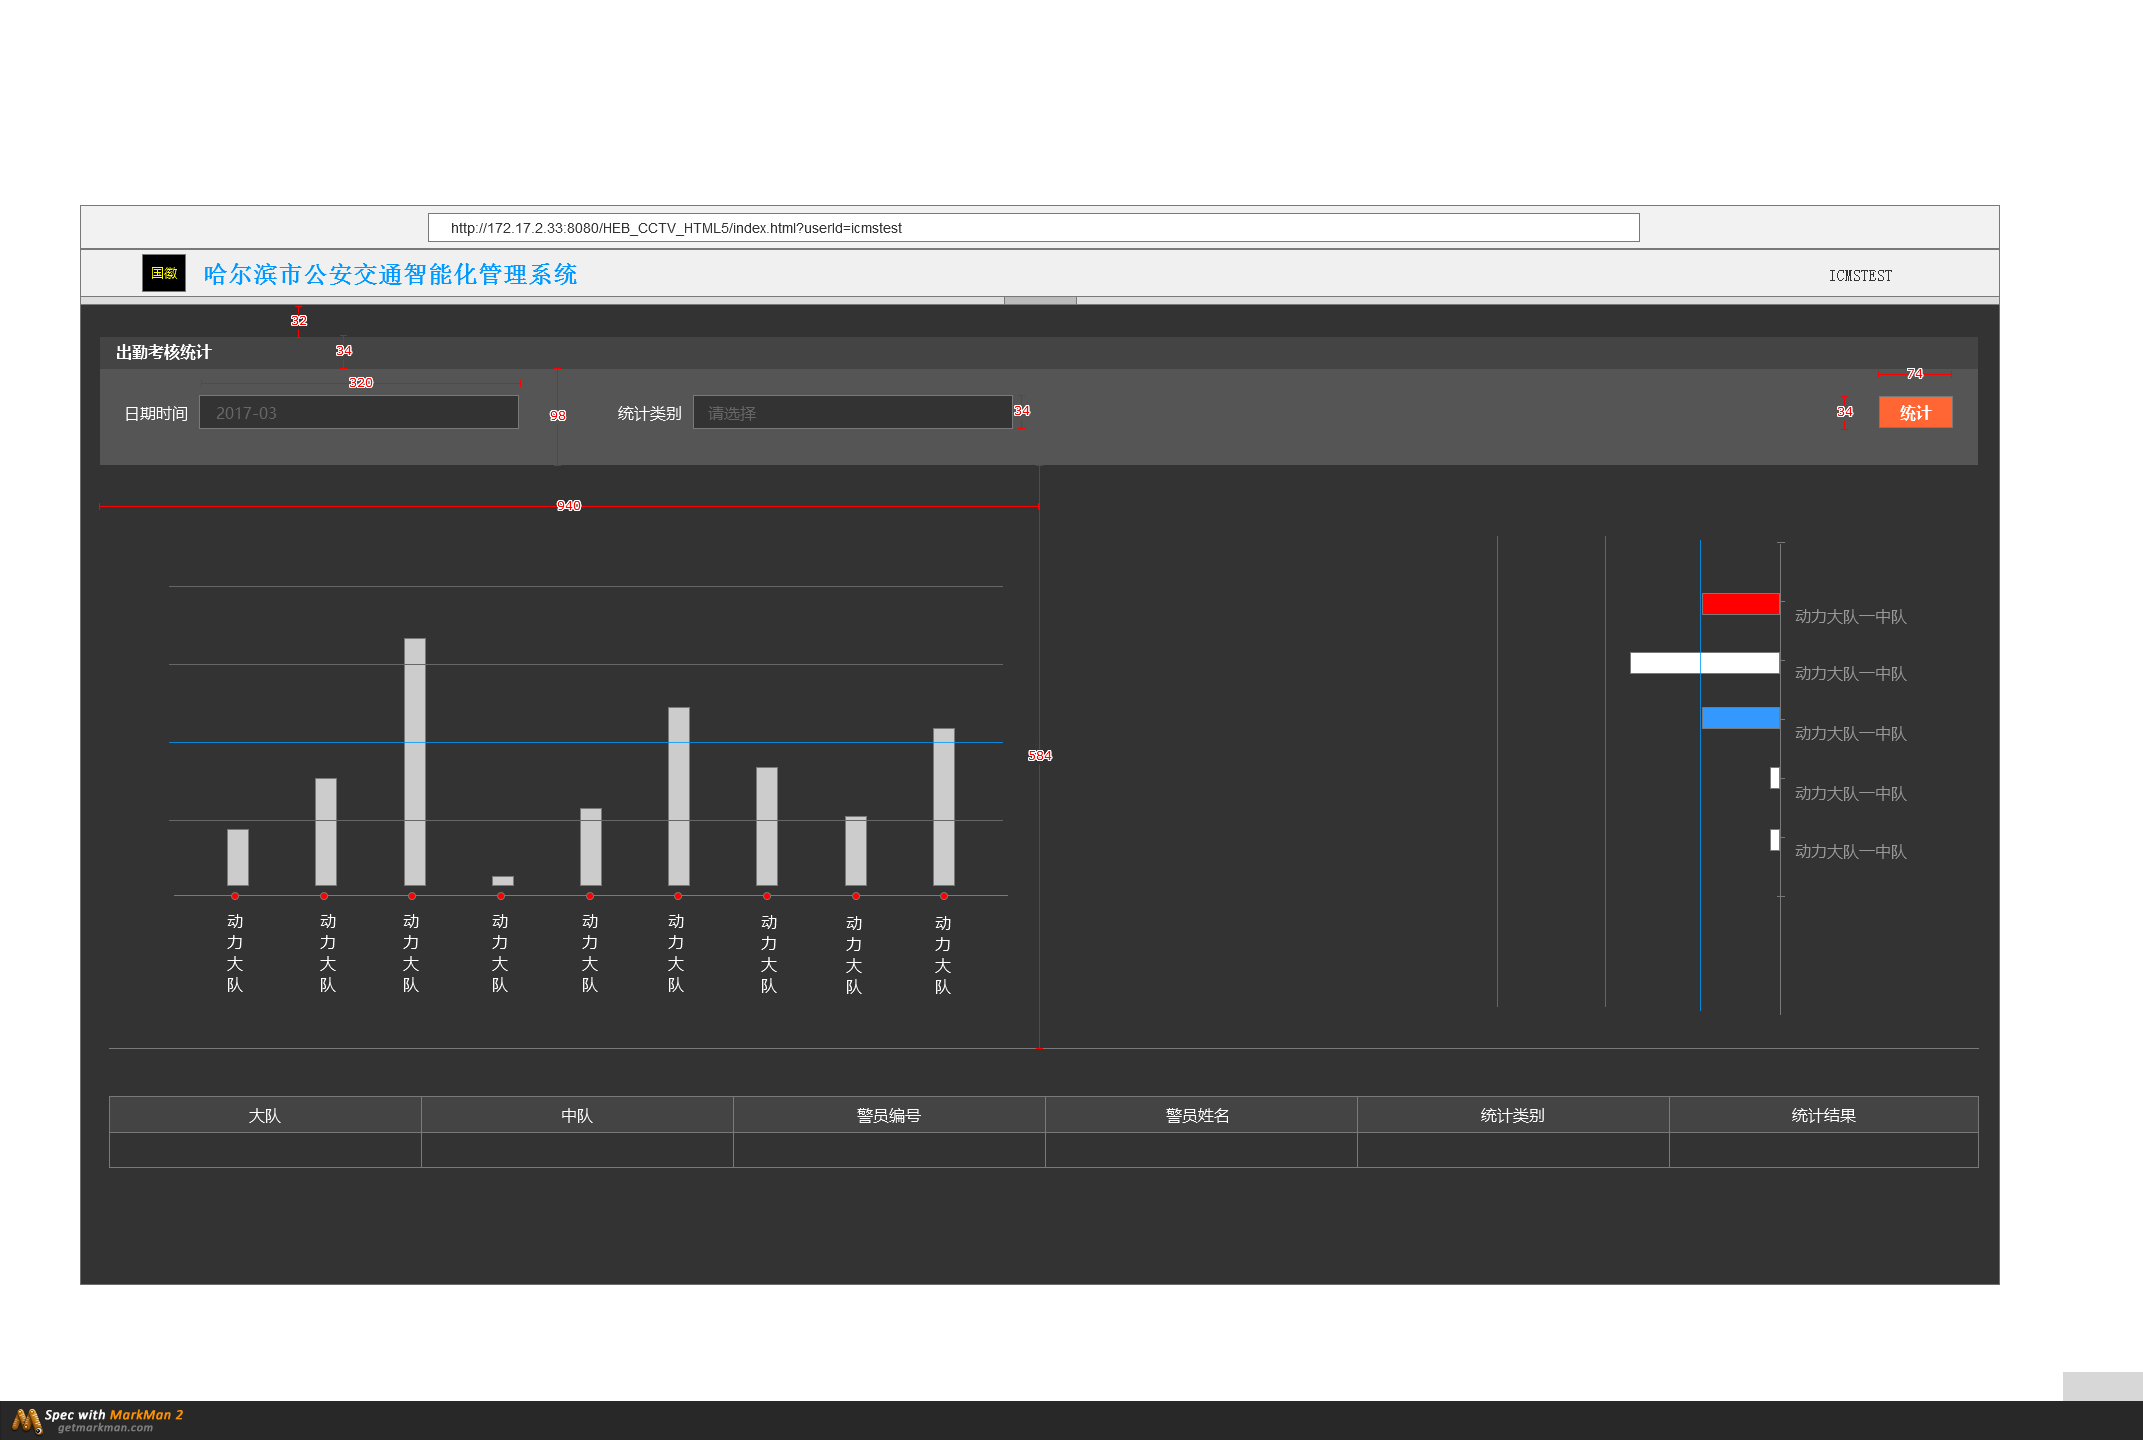 http://172.17.2.33:8080/HEB_CCTV_HTML5/index.html?userId=icmstest
国徽
哈尔滨市公安交通智能化管理系统
ICMSTEST
32
出勤考核统计
34
320
74
日期时间
2017-03
98
统计类别
请选择
34
34
统计
940
584
动力大队一中队
动力大队一中队
动力大队一中队
动力大队一中队
动力大队一中队
动力大队
动力大队
动力大队
动力大队
动力大队
动力大队
动力大队
动力大队
动力大队
大队 中队 警员编号 警员姓名 统计类别 统计结果
Spec with MarkMan 2
getmarkman.com